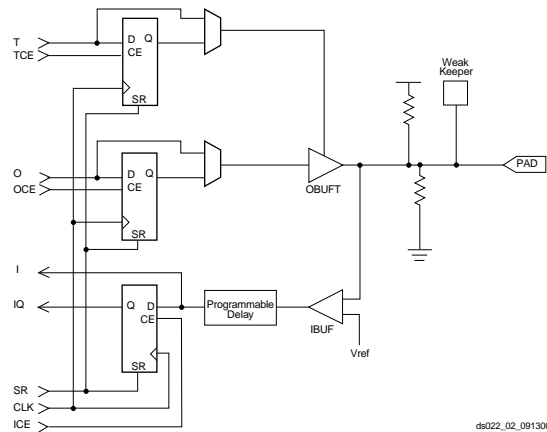 T
TCE
D Q
CE
SR
Weak
Keeper
O
OCE
D Q
CE
SR
OBUFT
PAD
I
IQ
Q D
CE
SR
Programmable
Delay
IBUF
Vref
SR
CLK
ICE